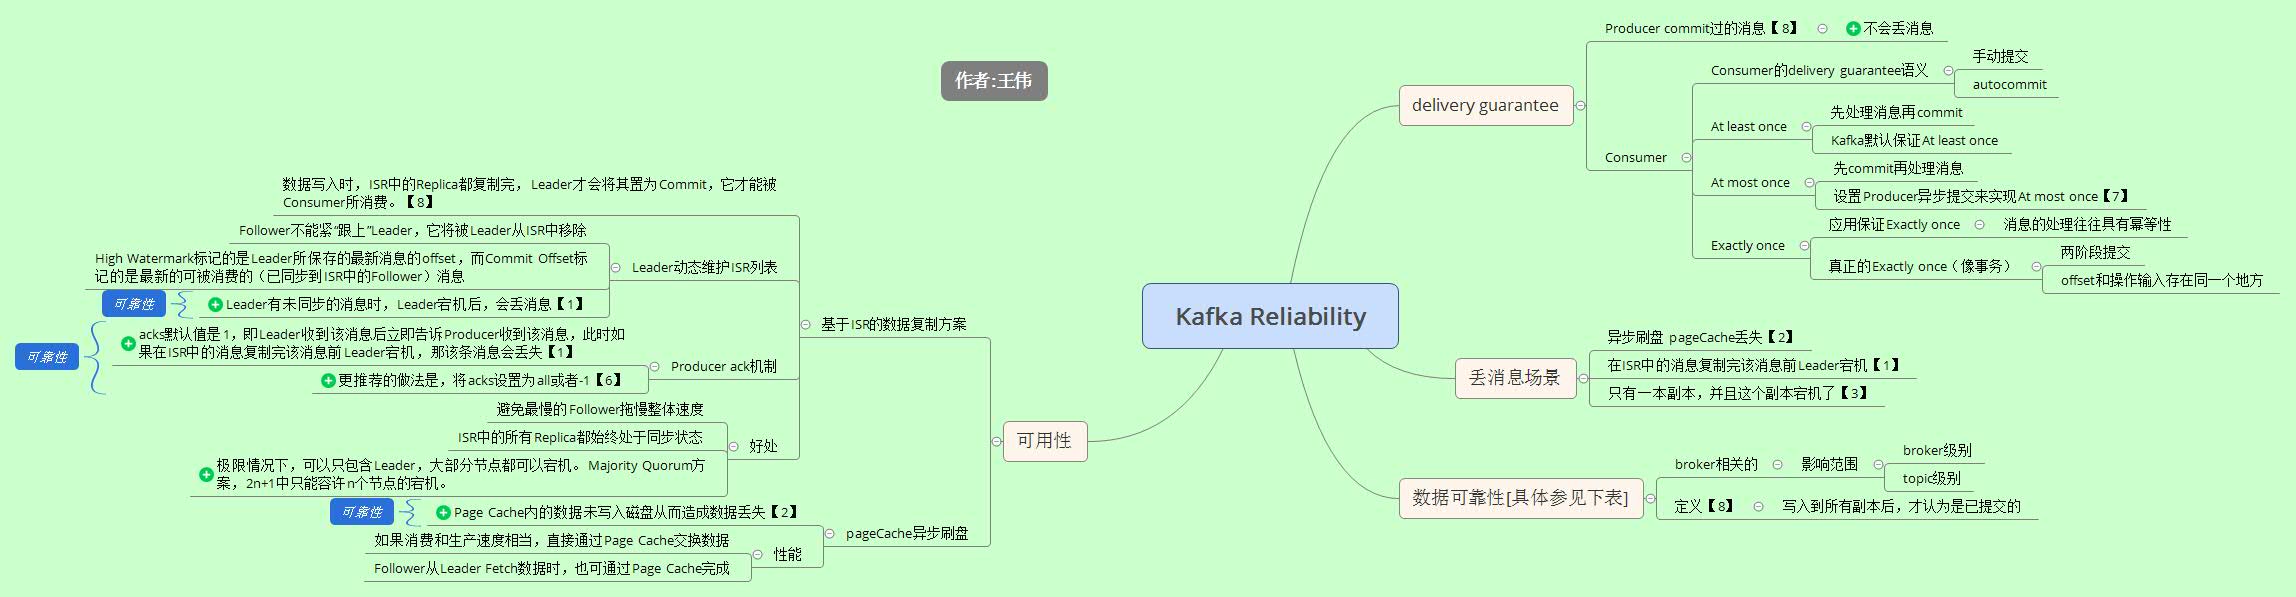 作者:王伟
Kafka Reliability
delivery guarantee
Producer commit过的消息【8】
不会丢消息
Consumer
Consumer的delivery guarantee语义
手动提交
autocommit
At least once
先处理消息再commit
Kafka默认保证At least once
At most once
先commit再处理消息
设置Producer异步提交来实现At most once【7】
Exactly once
应用保证Exactly once
消息的处理往往具有幂等性
真正的Exactly once（像事务）
两阶段提交
offset和操作输入存在同一个地方
丢消息场景
异步刷盘 pageCache丢失【2】
在ISR中的消息复制完该消息前Leader宕机【1】
只有一本副本，并且这个副本宕机了【3】
数据可靠性[具体参见下表]
broker相关的
影响范围
broker级别
topic级别
定义【8】
写入到所有副本后，才认为是已提交的
可用性
基于ISR的数据复制方案
数据写入时，ISR中的Replica都复制完，Leader才会将其置为Commit，它才能被
Consumer所消费。【8】
Leader动态维护ISR列表
Follower不能紧“跟上”Leader，它将被Leader从ISR中移除
High Watermark标记的是Leader所保存的最新消息的offset，而Commit Offset标
记的是最新的可被消费的（已同步到ISR中的Follower）消息
Leader有未同步的消息时，Leader宕机后，会丢消息【1】
可靠性
Producer ack机制
acks默认值是1，即Leader收到该消息后立即告诉Producer收到该消息，此时如
果在ISR中的消息复制完该消息前Leader宕机，那该条消息会丢失【1】
更推荐的做法是，将acks设置为all或者-1【6】
可靠性
好处
避免最慢的Follower拖慢整体速度
ISR中的所有Replica都始终处于同步状态
极限情况下，可以只包含Leader，大部分节点都可以宕机。Majority Quorum方
案，2n+1中只能容许n个节点的宕机。
pageCache异步刷盘
Page Cache内的数据未写入磁盘从而造成数据丢失【2】
可靠性
性能
如果消费和生产速度相当，直接通过Page Cache交换数据
Follower从Leader Fetch数据时，也可通过Page Cache完成